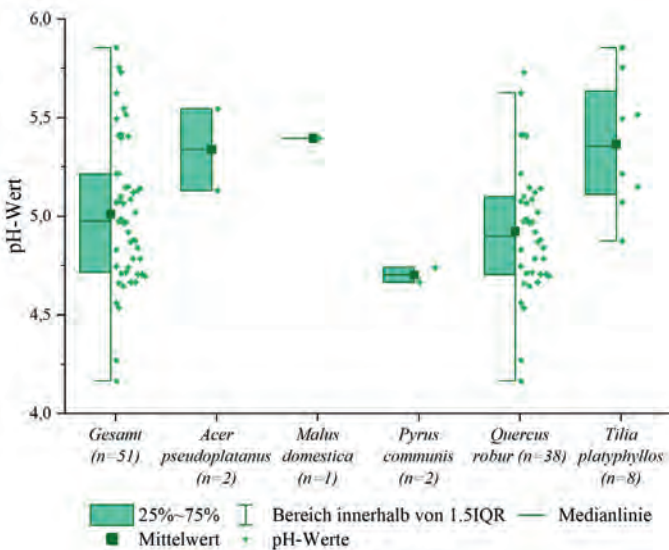 pH-Wert
6,0
5,5
5,0
4,5
4,0
Gesamt
(n=51)
Acer
pseudoplatanus
(n=2)
Malus
domestica
(n=1)
Pyrus
communis
(n=2)
Quercus
robur (n=38)
Tilia
platyphyllos
(n=8)
25%~75%
Bereich innerhalb von 1.5IQR
Medianlinie
Mittelwert
pH-Werte